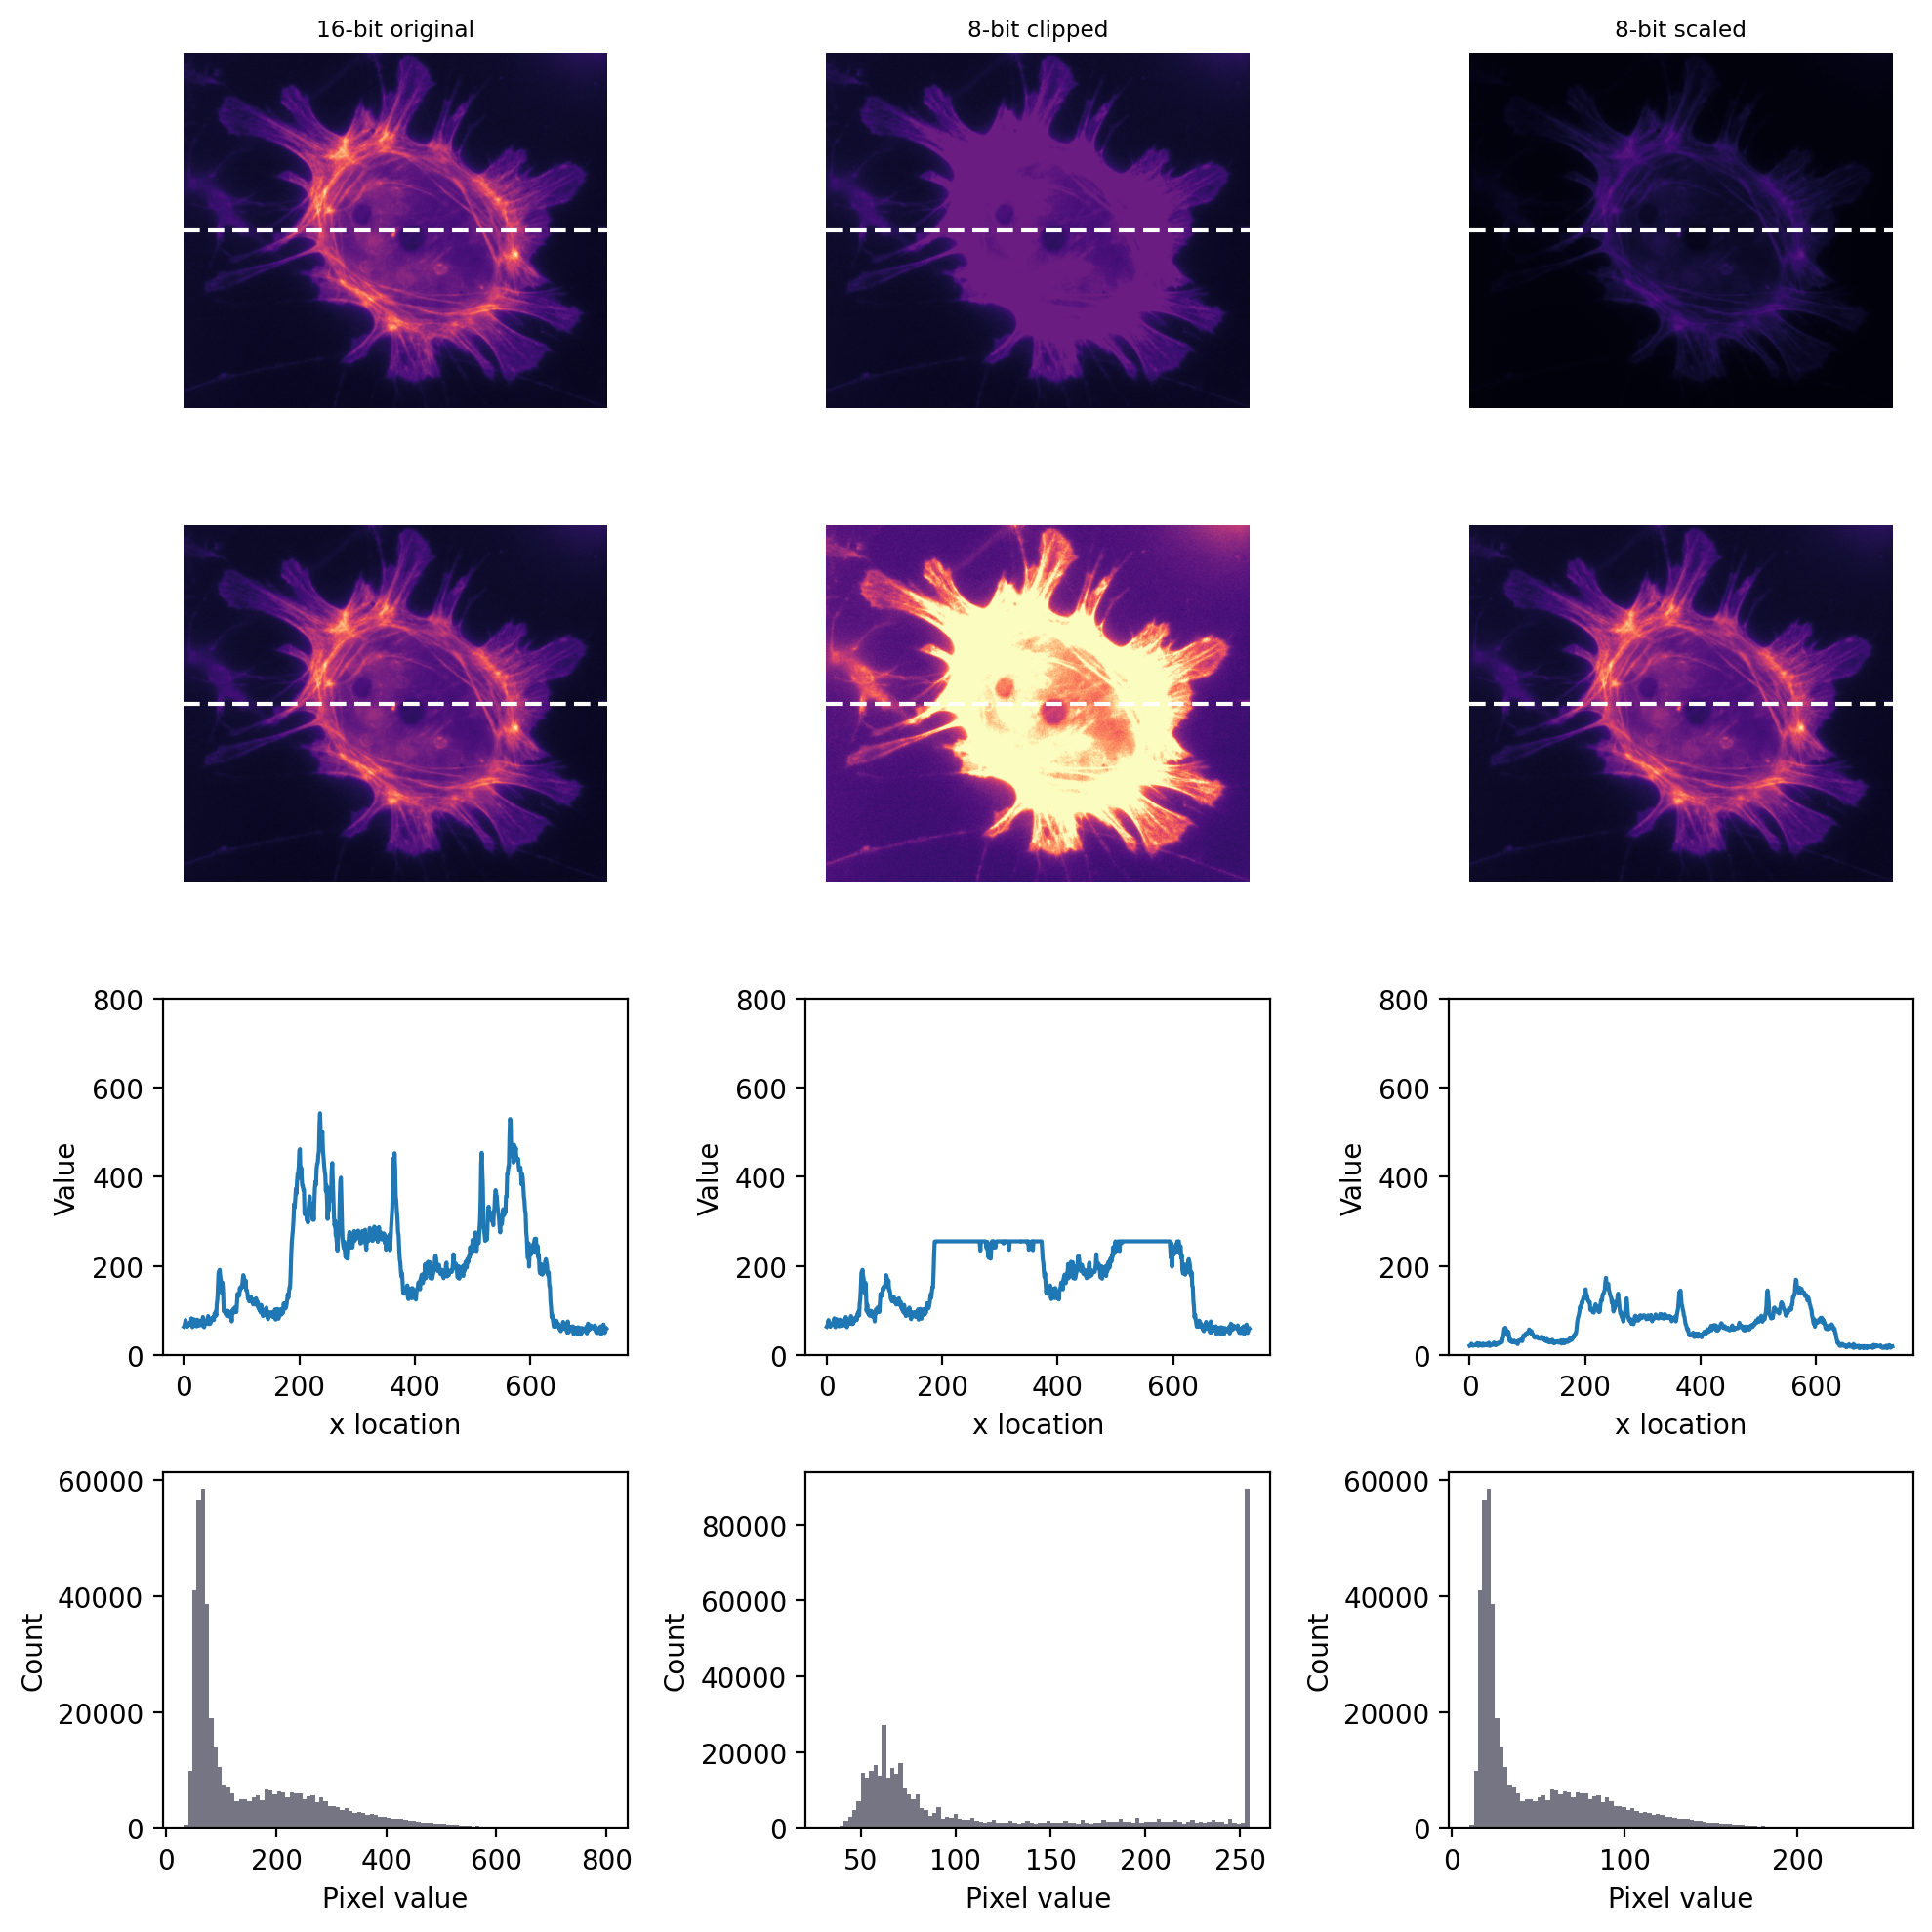 16-bit original
8-bit clipped
8-bit scaled
800
600
400
200
0
Value
0 200 400 600
x location
800
600
400
200
0
Value
0 200 400 600
x location
800
600
400
200
0
Value
0 200 400 600
x location
60000
40000
20000
0
Count
0 200 400 600 800
Pixel value
80000
60000
40000
20000
0
Count
50 100 150 200 250
Pixel value
60000
40000
20000
0
Count
0 100 200
Pixel value